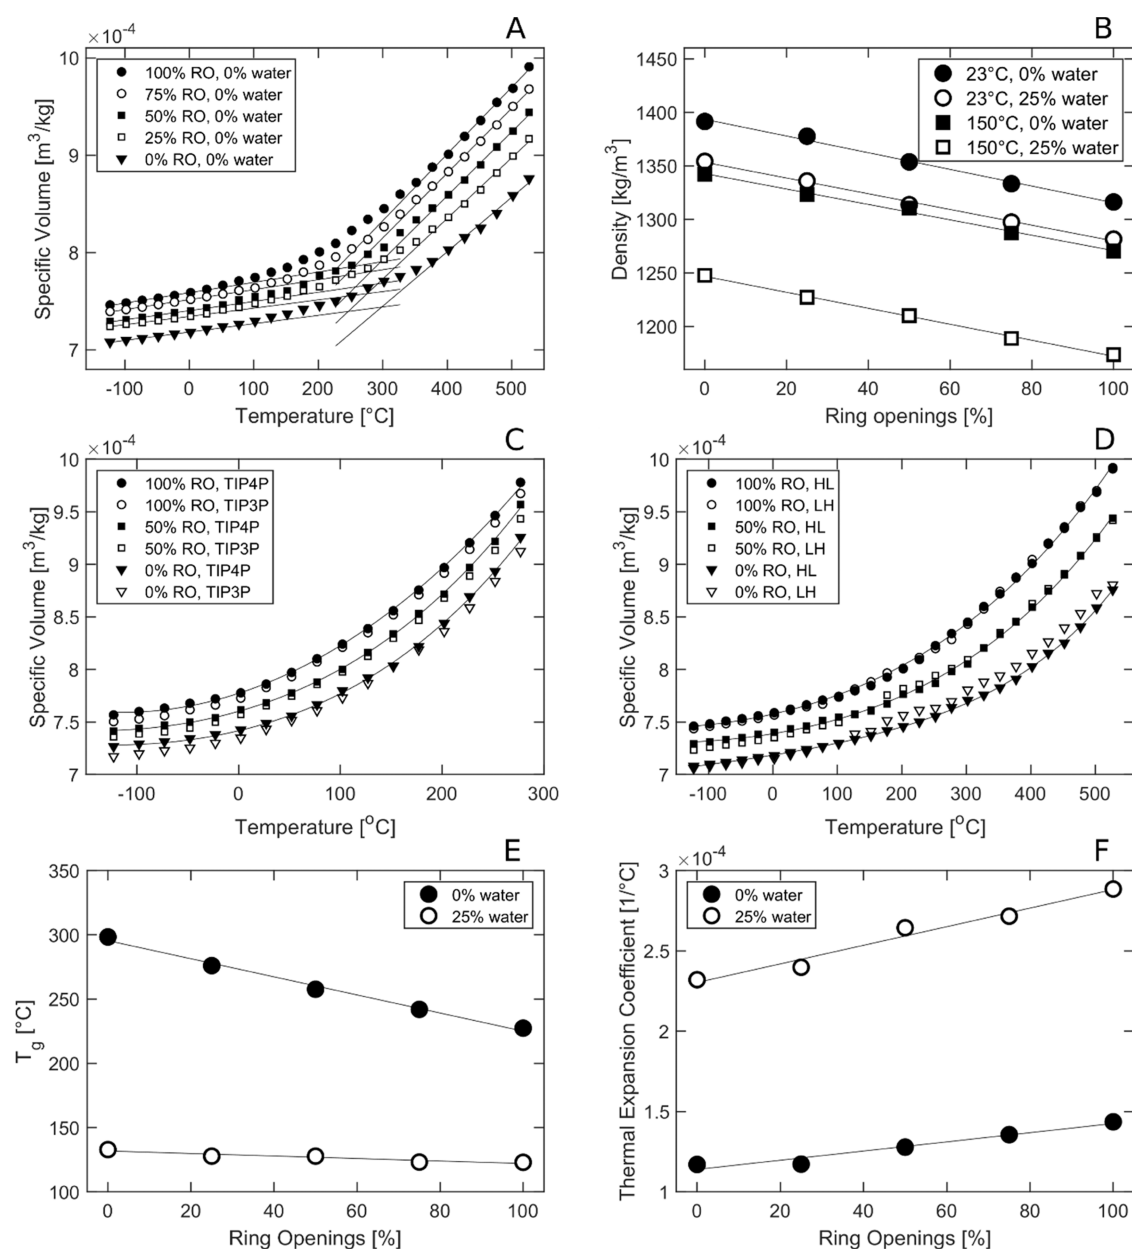 A
×10⁻⁴
Specific Volume [m³/kg]
10
9
8
7
100% RO, 0% water
75% RO, 0% water
50% RO, 0% water
25% RO, 0% water
0% RO, 0% water
-100 0 100 200 300 400 500
Temperature [°C]
B
Density [kg/m³]
1450
1400
1350
1300
1250
1200
23°C, 0% water
23°C, 25% water
150°C, 0% water
150°C, 25% water
0 20 40 60 80 100
Ring openings [%]
C
×10⁻⁴
Specific Volume [m³/kg]
10
9.5
9
8.5
8
7.5
7
100% RO, TIP4P
100% RO, TIP3P
50% RO, TIP4P
50% RO, TIP3P
0% RO, TIP4P
0% RO, TIP3P
-100 0 100 200 300
Temperature [°C]
D
×10⁻⁴
Specific Volume [m³/kg]
10
9.5
9
8.5
8
7.5
7
100% RO, HL
100% RO, LH
50% RO, HL
50% RO, LH
0% RO, HL
0% RO, LH
-100 0 100 200 300 400 500
Temperature [°C]
E
T_g [°C]
350
300
250
200
150
100
0% water
25% water
0 20 40 60 80 100
Ring Openings [%]
F
×10⁻⁴
Thermal Expansion Coefficient [1/°C]
3
2.5
2
1.5
1
0% water
25% water
0 20 40 60 80 100
Ring Openings [%]